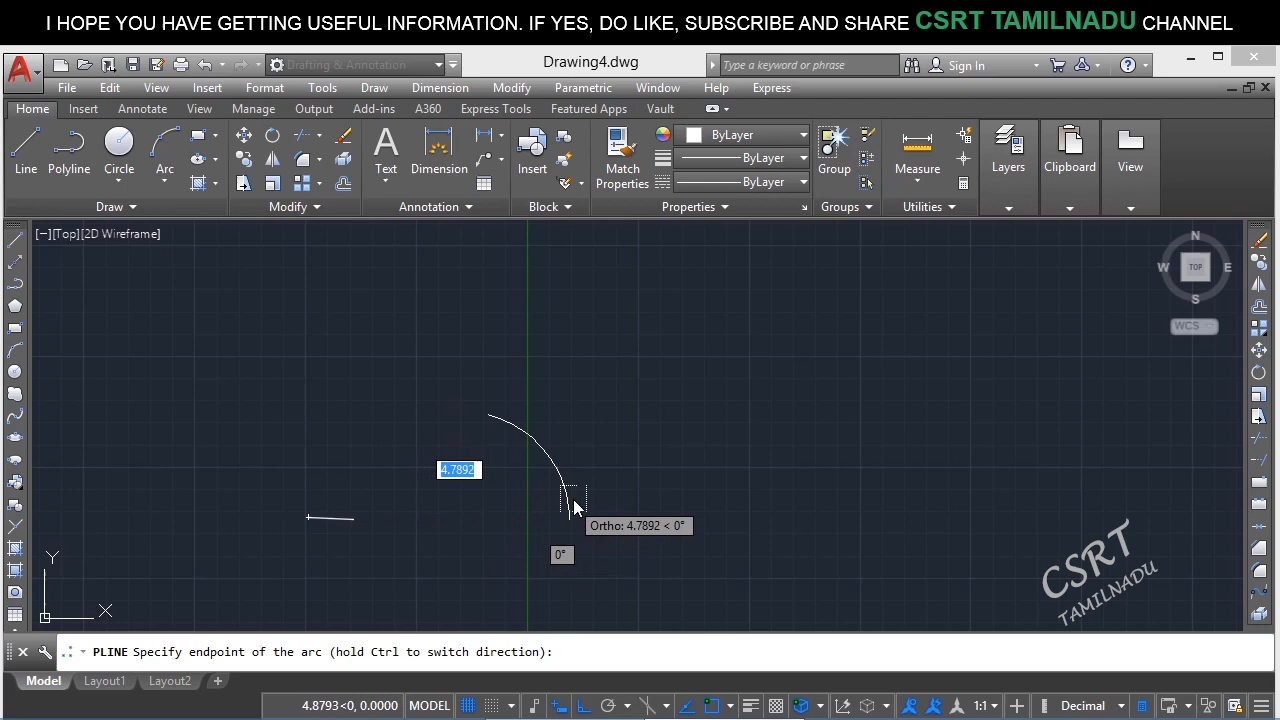 I HOPE YOU HAVE GETTING USEFUL INFORMATION. IF YES, DO LIKE, SUBSCRIBE AND SHARE CSRT TAMILNADU CHANNEL
Drafting & Annotation
Drawing4.dwg
Type a keyword or phrase
Sign In
File Edit View Insert Format Tools Draw Dimension Modify Parametric Window Help Express
Home Insert Annotate View Manage Output Add-ins A360 Express Tools Featured Apps Vault
ByLayer
ByLayer
ByLayer
Line Polyline Circle Arc Text Dimension Insert Match Properties Group Measure Layers Clipboard View
Draw Modify Annotation Block Properties Groups Utilities
[−][Top][2D Wireframe]
N
W TOP E
S
WCS
4.7892
Ortho: 4.7892 < 0°
0°
Y
X
CSRT
TAMILNADU
PLINE Specify endpoint of the arc (hold Ctrl to switch direction):
Model Layout1 Layout2 +
4.8793<0, 0.0000 MODEL 1:1 Decimal